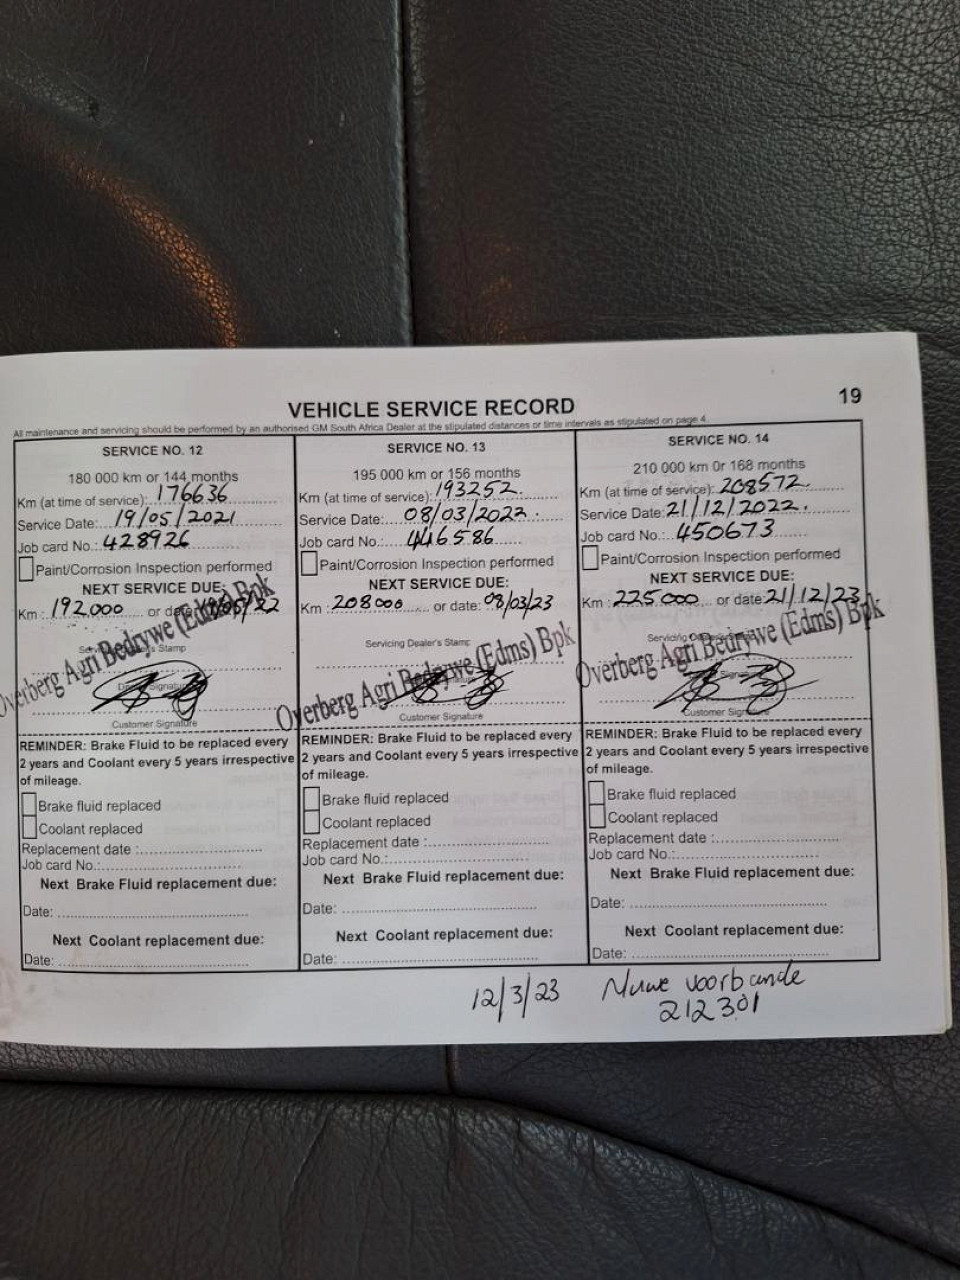 19
VEHICLE SERVICE RECORD
All maintenance and servicing should be performed by an authorised GM South Africa Dealer at the stipulated distances or time intervals as stipulated on page 4.
SERVICE NO. 12
180 000 km or 144 months
Km (at time of service): 176636
Service Date: 19/05/2021
Job card No.: 428926
Paint/Corrosion Inspection performed
NEXT SERVICE DUE:
Km : 192000 or date:
Overberg Agri Bedrywe (Edms) Bpk
Customer Signature
REMINDER: Brake Fluid to be replaced every
2 years and Coolant every 5 years irrespective
of mileage.
Brake fluid replaced
Coolant replaced
Replacement date :
Job card No.:
Next Brake Fluid replacement due:
Date:
Next Coolant replacement due:
Date:
SERVICE NO. 13
195 000 km or 156 months
Km (at time of service): 193252
Service Date: 08/03/2022
Job card No.: 446586
Paint/Corrosion Inspection performed
NEXT SERVICE DUE:
Km : 208000 or date: 08/03/23
Servicing Dealer's Stamp
Overberg Agri Bedrywe (Edms) Bpk
Customer Signature
REMINDER: Brake Fluid to be replaced every
2 years and Coolant every 5 years irrespective
of mileage.
Brake fluid replaced
Coolant replaced
Replacement date :
Job card No.:
Next Brake Fluid replacement due:
Date:
Next Coolant replacement due:
Date:
SERVICE NO. 14
210 000 km 0r 168 months
Km (at time of service): 208572
Service Date: 21/12/2022.
Job card No.: 450673
Paint/Corrosion Inspection performed
NEXT SERVICE DUE:
Km : 225000 or date: 21/12/23
Overberg Agri Bedrywe (Edms) Bpk
Customer Signature
REMINDER: Brake Fluid to be replaced every
2 years and Coolant every 5 years irrespective
of mileage.
Brake fluid replaced
Coolant replaced
Replacement date :
Job card No.:
Next Brake Fluid replacement due:
Date:
Next Coolant replacement due:
Date:
12/3/23 Nuwe voorbande
212301